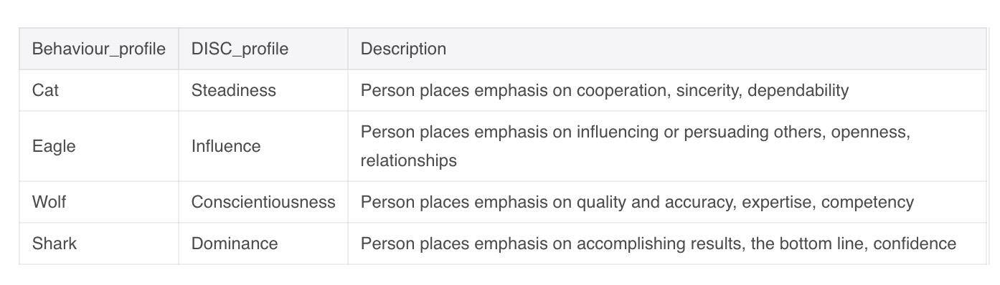 Behaviour_profile DISC_profile Description
Cat Steadiness Person places emphasis on cooperation, sincerity, dependability
Eagle Influence Person places emphasis on influencing or persuading others, openness,
relationships
Wolf Conscientiousness Person places emphasis on quality and accuracy, expertise, competency
Shark Dominance Person places emphasis on accomplishing results, the bottom line, confidence